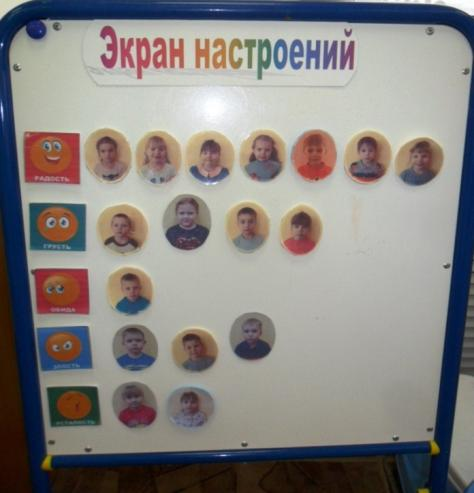 Экран настроений
РАДОСТЬ
ГРУСТЬ
ОБИДА
ЗЛОСТЬ
УСТАЛОСТЬ